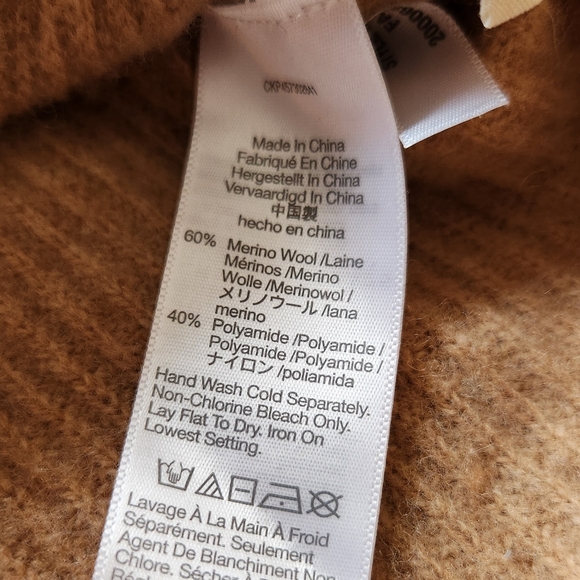 Made In China
Fabriqué En Chine
Hergestellt In China
Vervaardigd In China
中国製
hecho en china
60% Merino Wool /Laine
Mérinos /Merino
Wolle /Merinowol /
メリノウール /lana
merino
40% Polyamide /Polyamide /
Polyamide /Polyamide /
ナイロン /poliamida
Hand Wash Cold Separately.
Non-Chlorine Bleach Only.
Lay Flat To Dry. Iron On
Lowest Setting.
Lavage À La Main À Froid
Séparément. Seulement
Agent De Blanchiment Non
Chlore. Sécher À